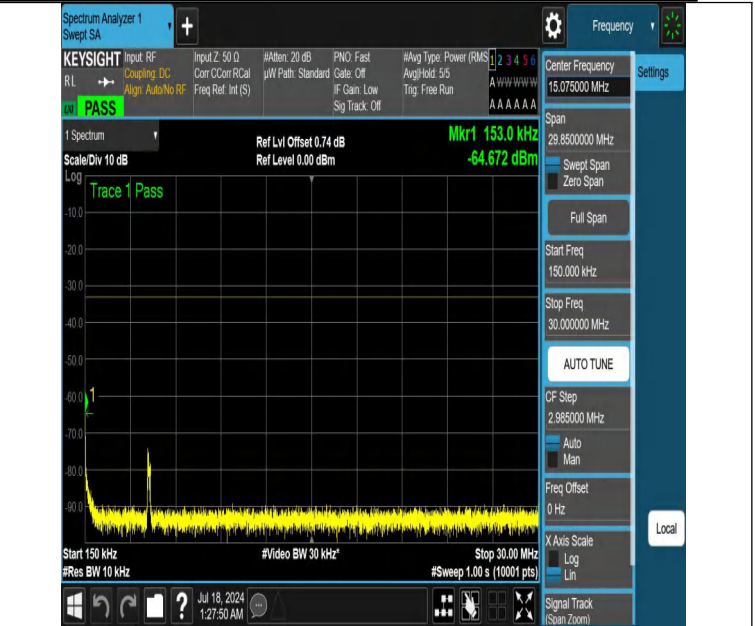 Spectrum Analyzer 1
Swept SA
+
Frequency
KEYSIGHT
RL
PASS
Input: RF
Coupling: DC
Align: Auto/No RF
Input Z: 50 Ω
Corr CCorr RCal
Freq Ref: Int (S)
#Atten: 20 dB
µW Path: Standard
PNO: Fast
Gate: Off
IF Gain: Low
Sig Track: Off
#Avg Type: Power (RMS
Avg|Hold: 5/5
Trig: Free Run
1 2 3 4 5 6
A W W W W W
A A A A A A
1 Spectrum
Scale/Div 10 dB
Ref Lvl Offset 0.74 dB
Ref Level 0.00 dBm
Mkr1 153.0 kHz
-64.672 dBm
Log
Trace 1 Pass
-10.0
-20.0
-30.0
-40.0
-50.0
-60.0
1
-70.0
-80.0
-90.0
Start 150 kHz
#Video BW 30 kHz*
Stop 30.00 MHz
#Res BW 10 kHz
#Sweep 1.00 s (10001 pts)
?
Jul 18, 2024
1:27:50 AM
Center Frequency
15.075000 MHz
Settings
Span
29.8500000 MHz
Swept Span
Zero Span
Full Span
Start Freq
150.000 kHz
Stop Freq
30.000000 MHz
AUTO TUNE
CF Step
2.985000 MHz
Auto
Man
Freq Offset
0 Hz
X Axis Scale
Log
Lin
Local
Signal Track
(Span Zoom)